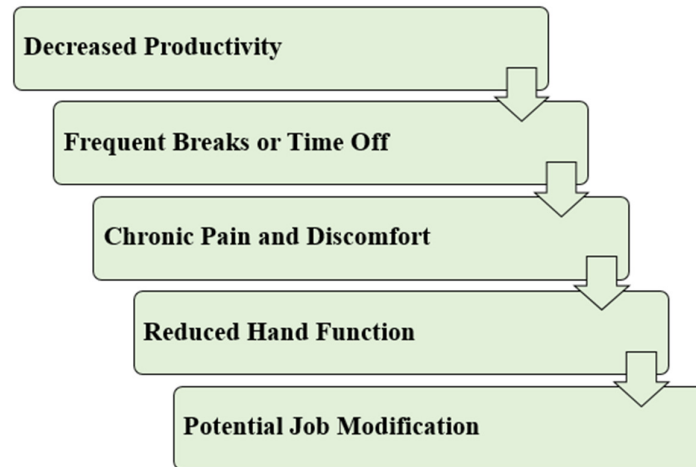 Decreased Productivity
Frequent Breaks or Time Off
Chronic Pain and Discomfort
Reduced Hand Function
Potential Job Modification